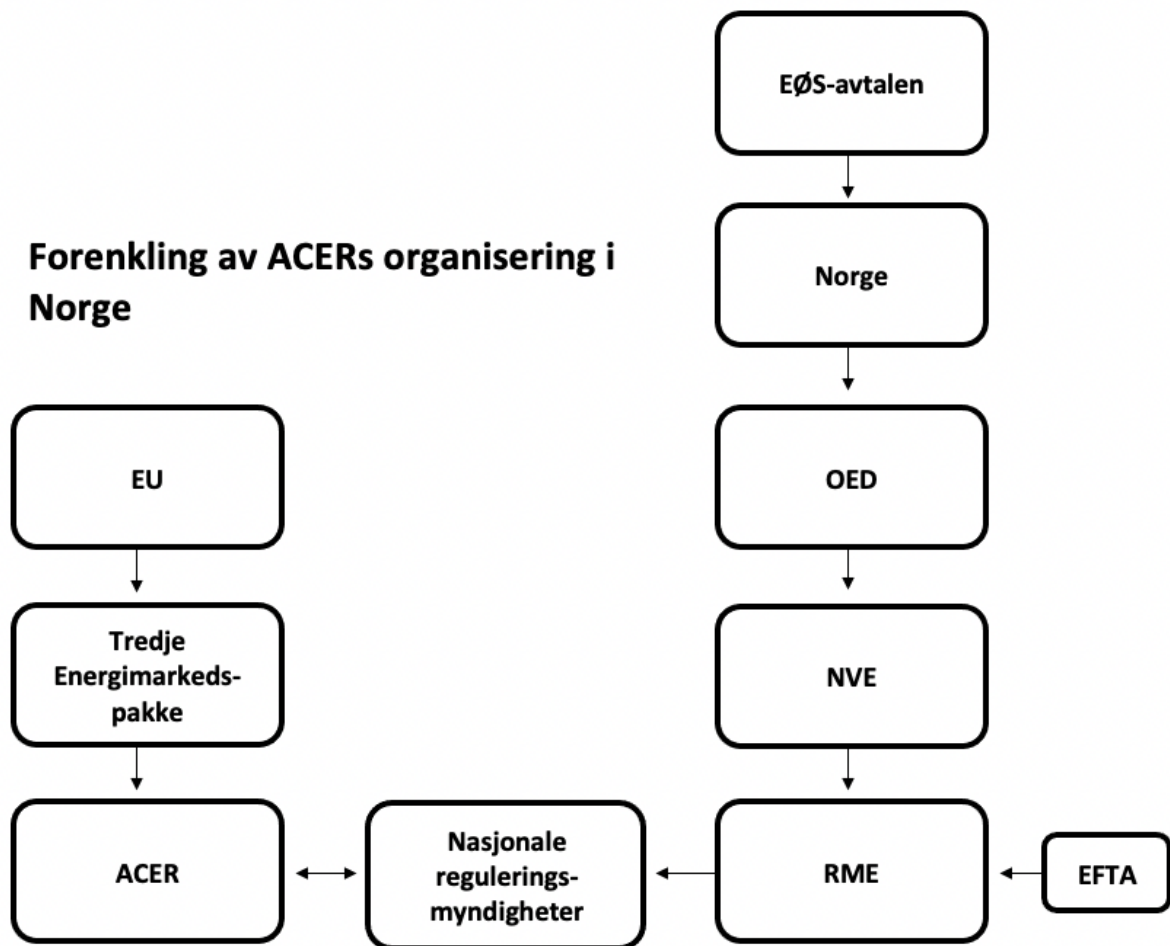 EØS-avtalen
Forenkling av ACERs organisering i
Norge
Norge
EU
OED
Tredje
Energimarkeds-
pakke
NVE
ACER
Nasjonale
regulerings-
myndigheter
RME
EFTA